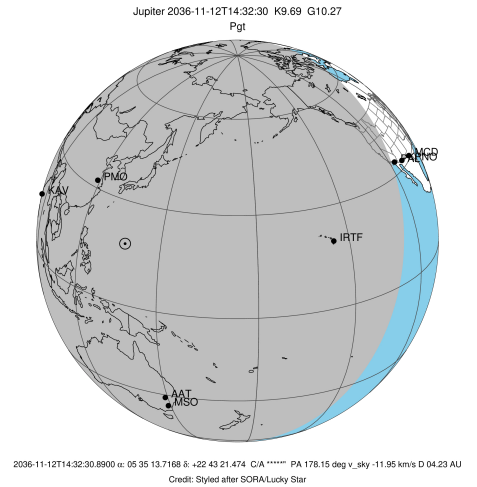 Jupiter 2036-11-12T14:32:30 K9.69 G10.27
Pgt
MCD
KAV
PMO
IRTF
AAT
MSO
2036-11-12T14:32:30.8900 α: 05 35 13.7168 δ: +22 43 21.474 C/A *****" PA 178.15 deg v_sky -11.95 km/s D 04.23 AU
Credit: Styled after SORA/Lucky Star